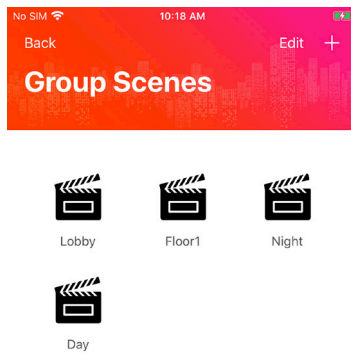 No SIM 10:18 AM
Back Edit
Group Scenes
Lobby Floor1 Night
Day